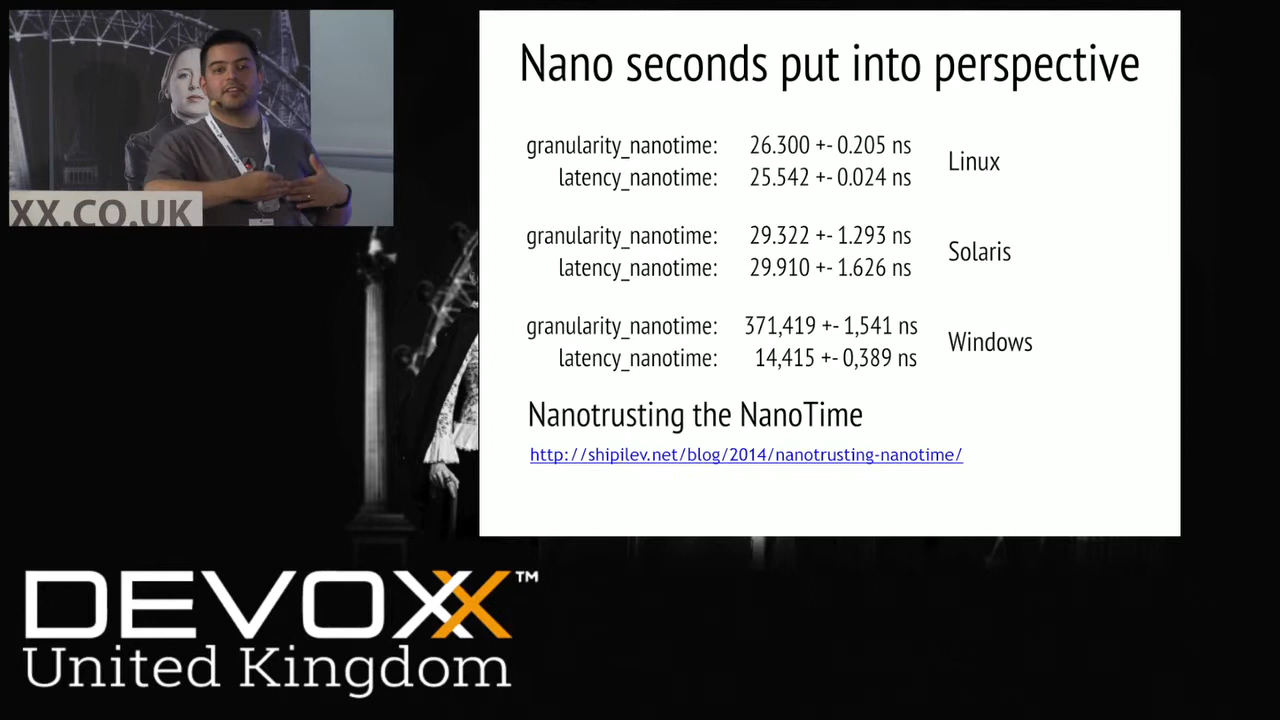 XX.CO.UK
Nano seconds put into perspective
granularity_nanotime: 26.300 +- 0.205 ns
latency_nanotime: 25.542 +- 0.024 ns
Linux
granularity_nanotime: 29.322 +- 1.293 ns
latency_nanotime: 29.910 +- 1.626 ns
Solaris
granularity_nanotime: 371,419 +- 1,541 ns
latency_nanotime: 14,415 +- 0,389 ns
Windows
Nanotrusting the NanoTime
http://shipilev.net/blog/2014/nanotrusting-nanotime/
DEVOXX™
United Kingdom